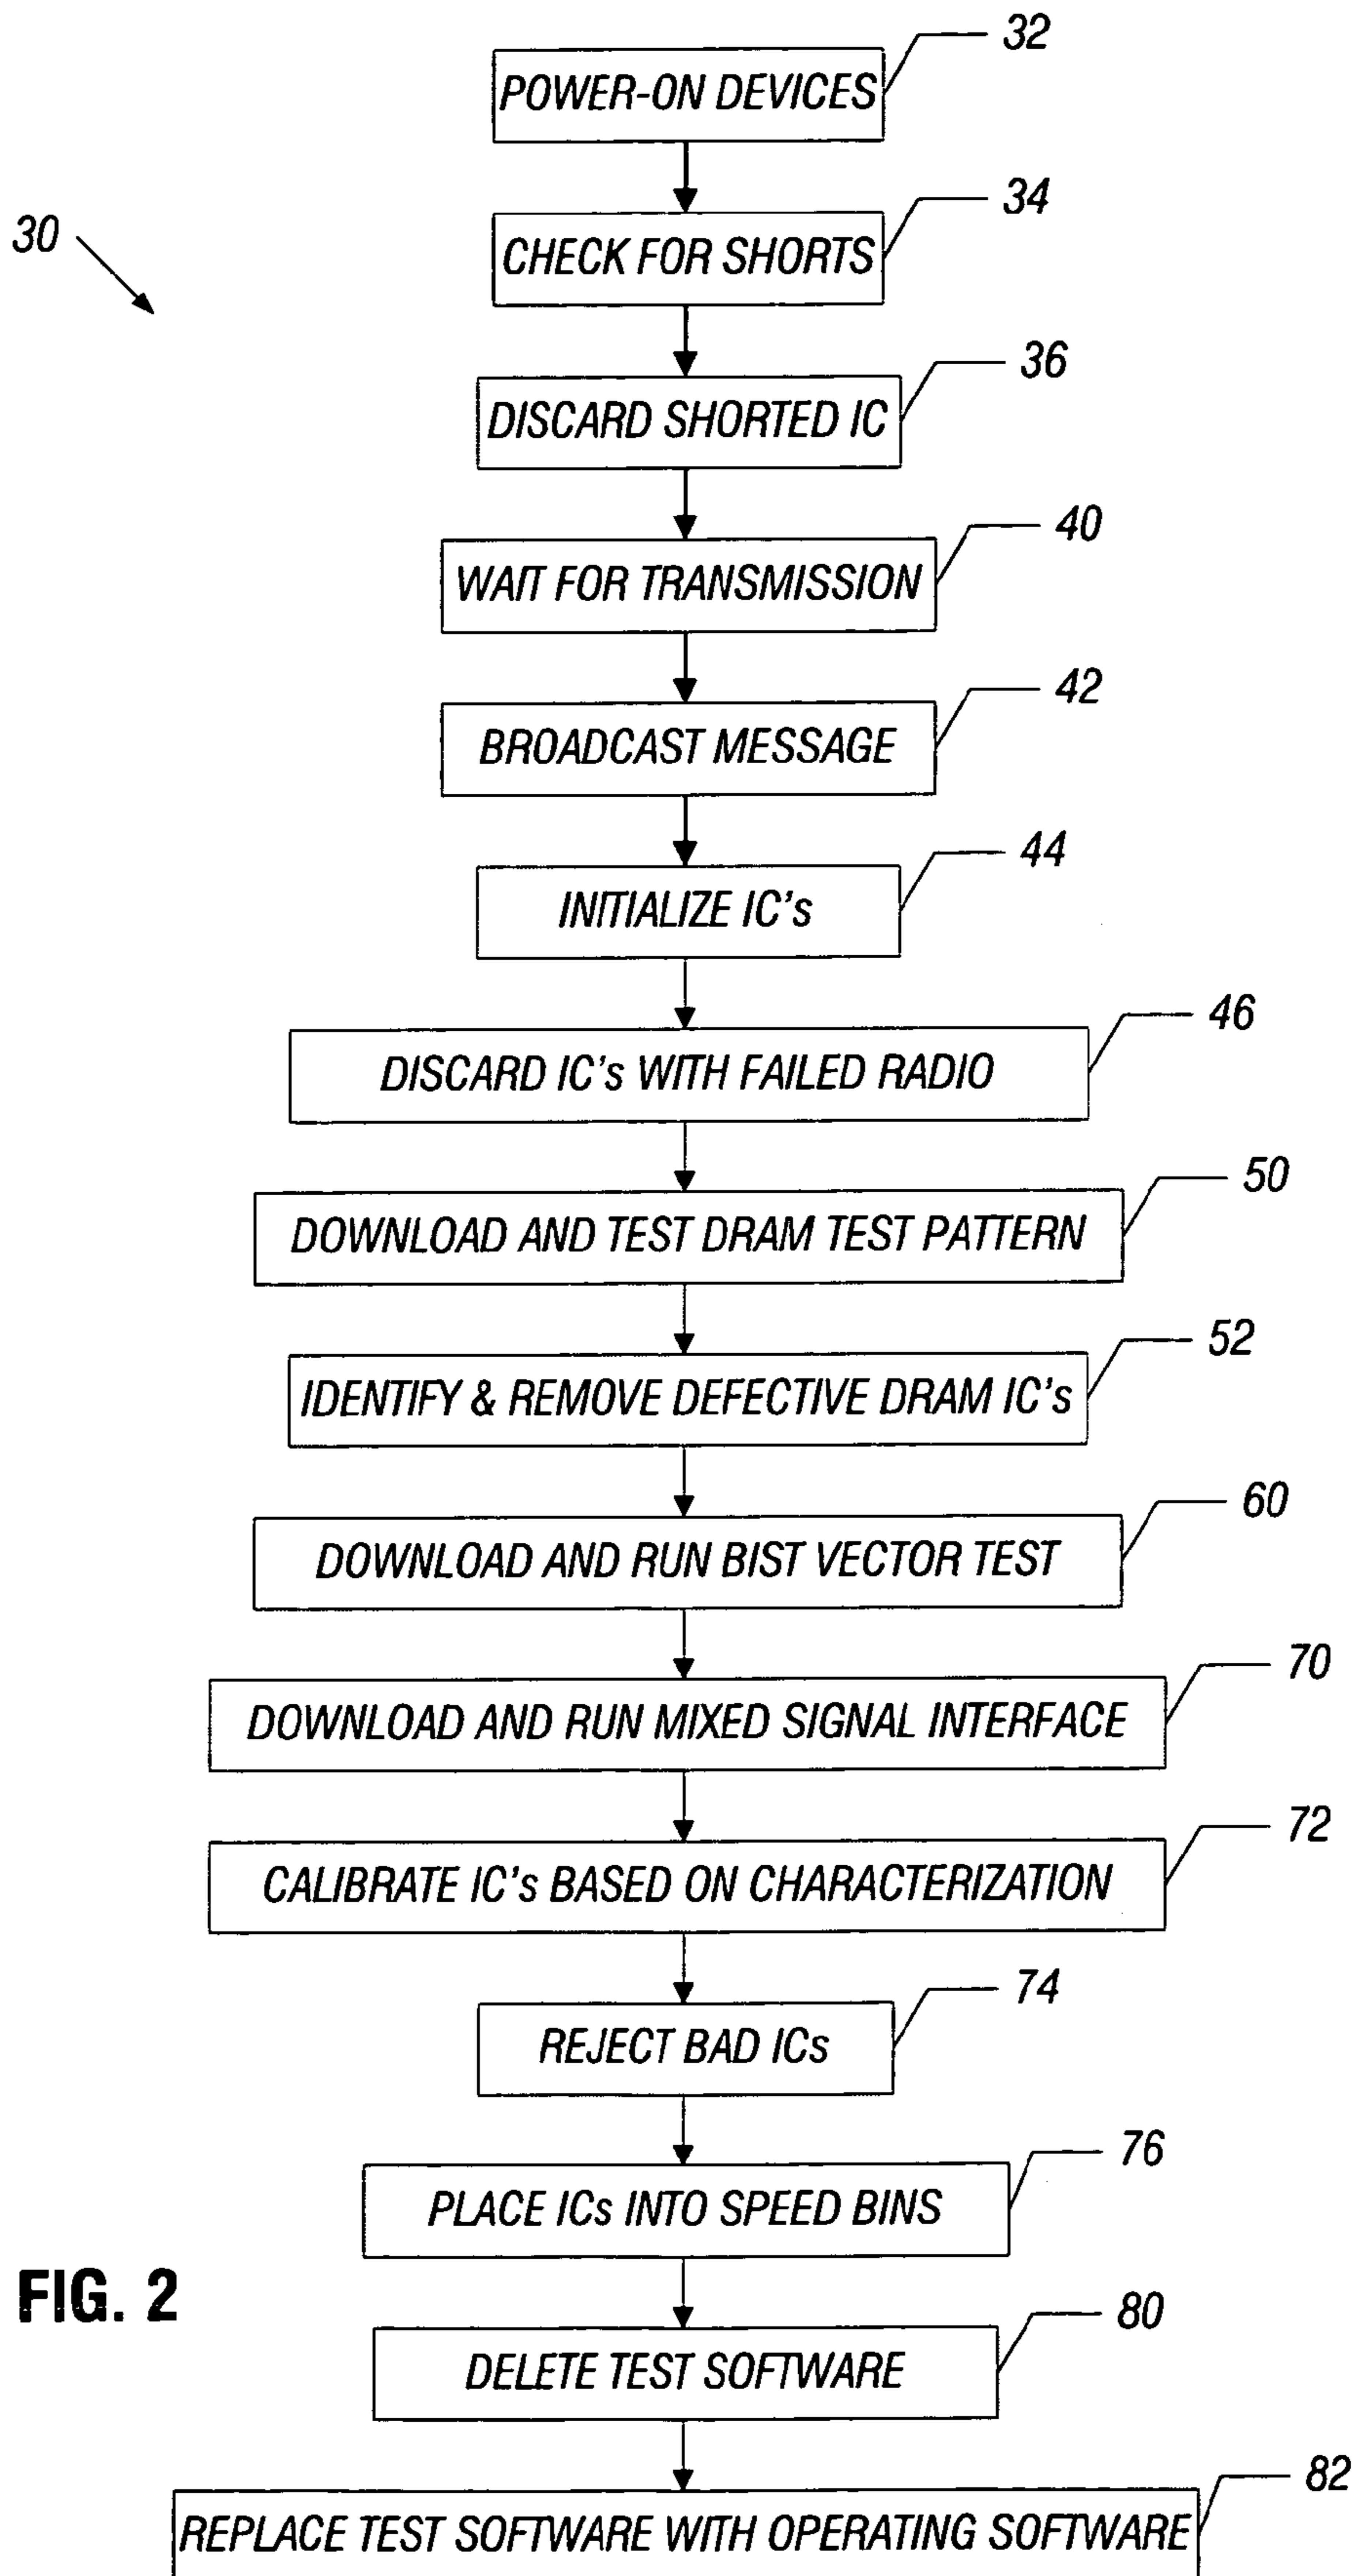 32
POWER-ON DEVICES
34
30
CHECK FOR SHORTS
36
DISCARD SHORTED IC
40
WAIT FOR TRANSMISSION
42
BROADCAST MESSAGE
44
INITIALIZE IC's
46
DISCARD IC's WITH FAILED RADIO
50
DOWNLOAD AND TEST DRAM TEST PATTERN
52
IDENTIFY & REMOVE DEFECTIVE DRAM IC's
60
DOWNLOAD AND RUN BIST VECTOR TEST
70
DOWNLOAD AND RUN MIXED SIGNAL INTERFACE
72
CALIBRATE IC's BASED ON CHARACTERIZATION
74
REJECT BAD ICs
76
PLACE ICs INTO SPEED BINS
FIG. 2
80
DELETE TEST SOFTWARE
82
REPLACE TEST SOFTWARE WITH OPERATING SOFTWARE